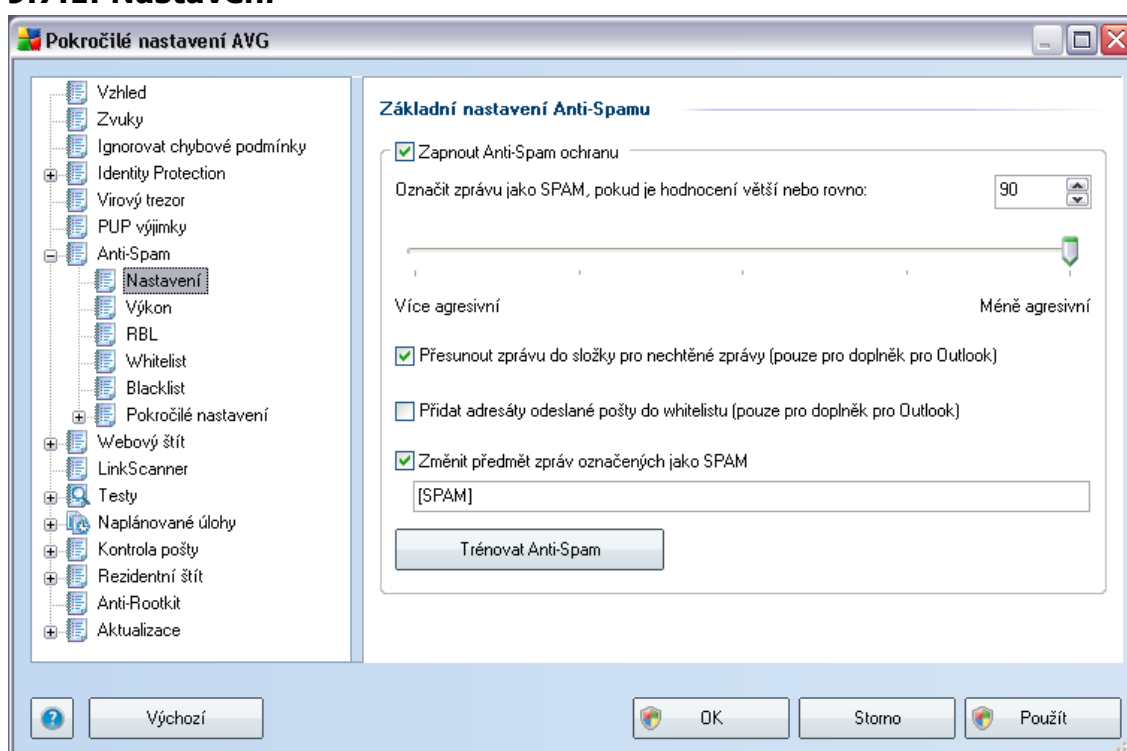 Pokročilé nastavení AVG
Vzhled
Zvuky
Ignorovat chybové podmínky
Identity Protection
Virový trezor
PUP výjimky
Anti-Spam
Nastavení
Výkon
RBL
Whitelist
Blacklist
Pokročilé nastavení
Webový štít
LinkScanner
Testy
Naplánované úlohy
Kontrola pošty
Rezidentní štít
Anti-Rootkit
Aktualizace
Základní nastavení Anti-Spamu
Zapnout Anti-Spam ochranu
Označit zprávu jako SPAM, pokud je hodnocení větší nebo rovno: 90
Více agresivní Méně agresivní
Přesunout zprávu do složky pro nechtěné zprávy (pouze pro doplněk pro Outlook)
Přidat adresáty odeslané pošty do whitelistu (pouze pro doplněk pro Outlook)
Změnit předmět zpráv označených jako SPAM
[SPAM]
Trénovat Anti-Spam
Výchozí OK Storno Použít